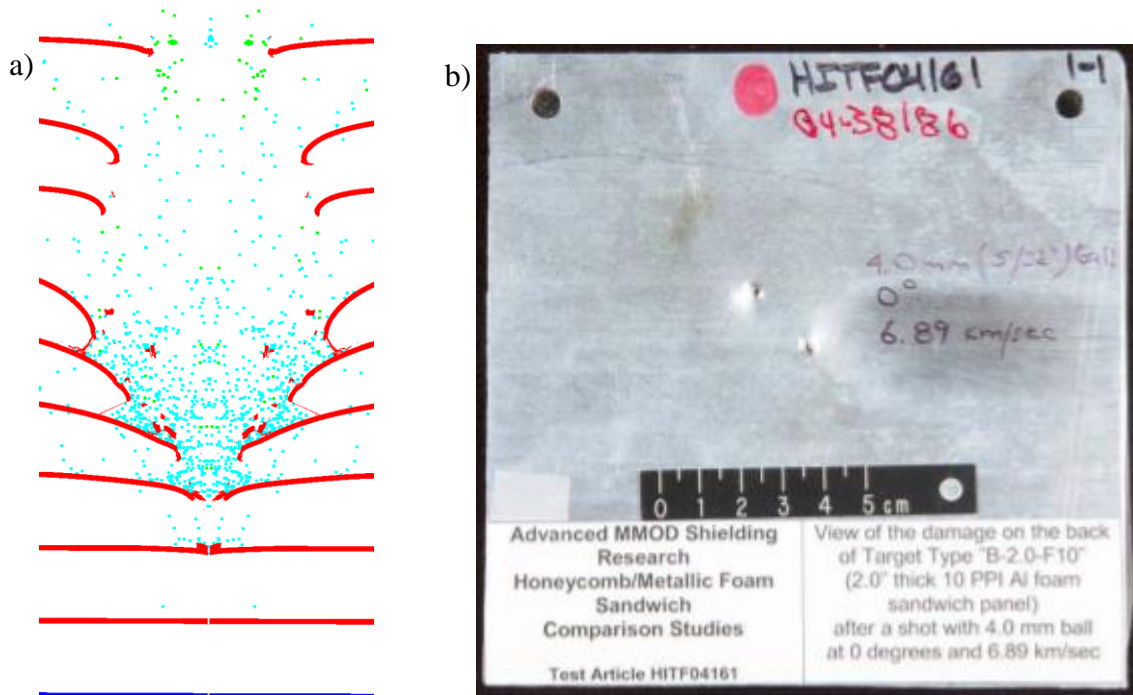 a)
b)
HITF04161
1-1
04-38186
4.0 mm (5/32") Ball
0°
6.89 km/sec
0 1 2 3 4 5 cm
Advanced MMOD Shielding
Research
Honeycomb/Metallic Foam
Sandwich
Comparison Studies
Test Article HITF04161
View of the damage on the back
of Target Type "B-2.0-F10"
(2.0" thick 10 PPI Al foam
sandwich panel)
after a shot with 4.0 mm ball
at 0 degrees and 6.89 km/sec